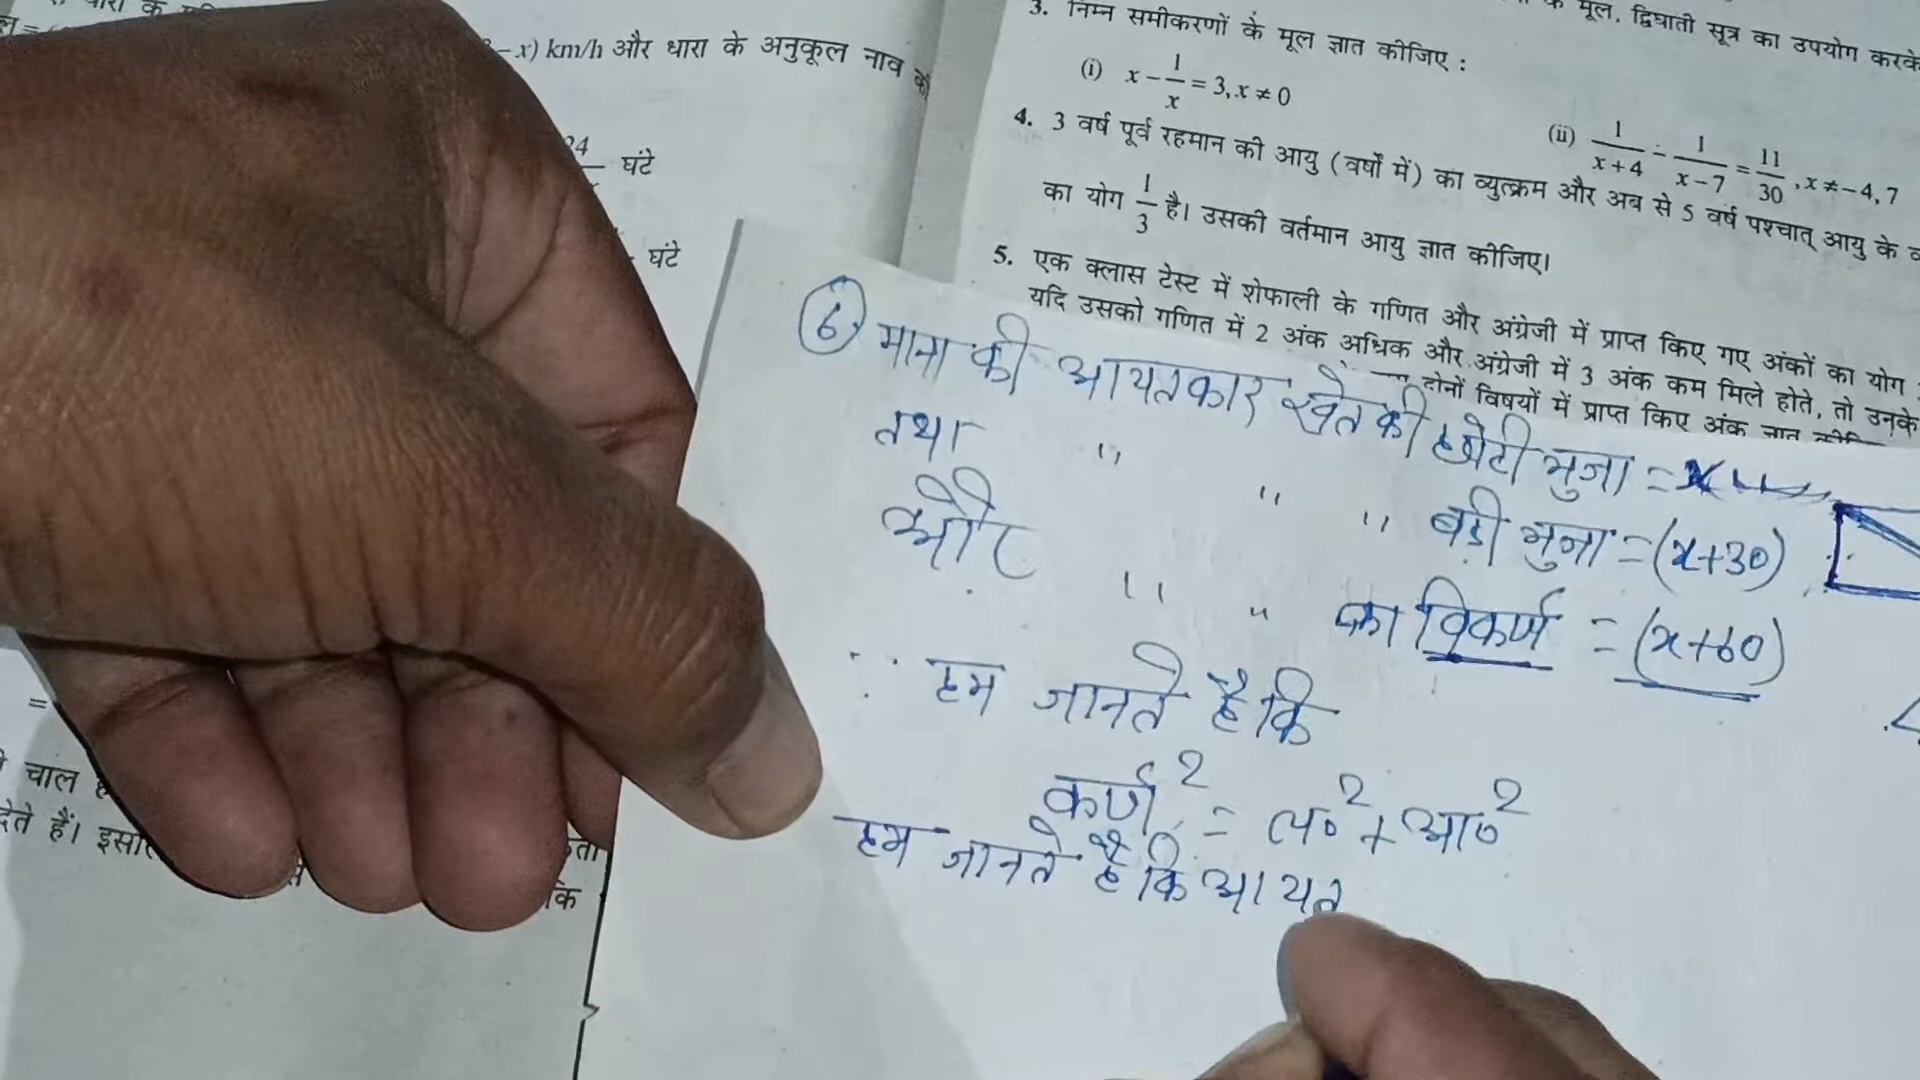 x) km/h और धारा के अनुकूल नाव
24
घंटे
घंटे
=
चाल
देते हैं।
कि
मूल, द्विघाती सूत्र का उपयोग करके
3. निम्न समीकरणों के मूल ज्ञात कीजिए :
(i) x - 1/x = 3, x ≠ 0
(ii) 1/(x+4) - 1/(x-7) = 11/30, x ≠ -4, 7
4. 3 वर्ष पूर्व रहमान की आयु (वर्षों में) का व्युत्क्रम और अब से 5 वर्ष पश्चात् आयु के
का योग 1/3 है। उसकी वर्तमान आयु ज्ञात कीजिए।
5. एक क्लास टेस्ट में शेफाली के गणित और अंग्रेजी में प्राप्त किए गए अंकों का योग
यदि उसको गणित में 2 अंक अधिक और अंग्रेजी में 3 अंक कम मिले होते, तो उनके
दोनों विषयों में प्राप्त किए अंक ज्ञात
6. माना की आयतकार खेत की छोटी भुजा = x
तथा " " " बड़ी भुजा = (x+30)
और " " का विकर्ण = (x+60)
∵ हम जानते है कि
कर्ण² = ल०² + आ०²
हम जानते है कि आयत